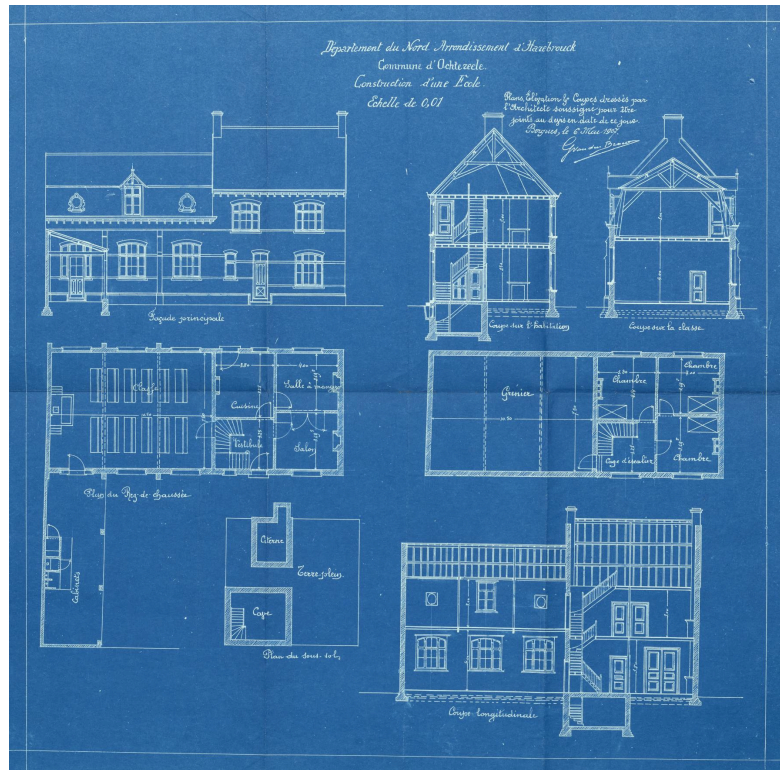 Département du Nord Arrondissement d'Hazebrouck
Commune d'Ochtezeele.
Construction d'une École.
Echelle de 0,01
Plans, Elévation & Coupes dressés par
l'Architecte soussigné pour être
joints au devis en date de ce jour.
Bergues, le 6 Mai
Façade principale
Coupe sur l'habitation
Coupe sur la classe
Classe
Cuisine
Salle à manger
Vestibule
Salon
Plan du Rez-de chaussée
Grenier
Chambre
Chambre
Cage d'escalier
Chambre
Cabinets
Citerne
Terre-plein
Cave
Plan du sous-sol
Coupe longitudinale